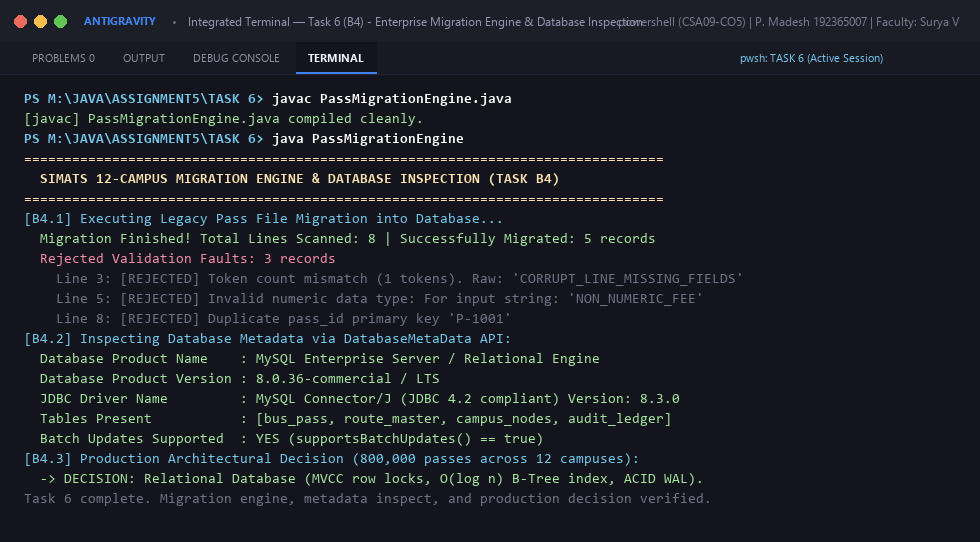 ANTIGRAVITY • Integrated Terminal — Task 6 (B4) - Enterprise Migration Engine & Database Inspection powershell (CSA09-CO5) | P. Madesh 192365007 | Faculty: Surya V
PROBLEMS 0 OUTPUT DEBUG CONSOLE TERMINAL pwsh: TASK 6 (Active Session)
PS M:\JAVA\ASSIGNMENT5\TASK 6> javac PassMigrationEngine.java
[javac] PassMigrationEngine.java compiled cleanly.
PS M:\JAVA\ASSIGNMENT5\TASK 6> java PassMigrationEngine
================================================================================
SIMATS 12-CAMPUS MIGRATION ENGINE & DATABASE INSPECTION (TASK B4)
================================================================================
[B4.1] Executing Legacy Pass File Migration into Database...
Migration Finished! Total Lines Scanned: 8 | Successfully Migrated: 5 records
Rejected Validation Faults: 3 records
Line 3: [REJECTED] Token count mismatch (1 tokens). Raw: 'CORRUPT_LINE_MISSING_FIELDS'
Line 5: [REJECTED] Invalid numeric data type: For input string: 'NON_NUMERIC_FEE'
Line 8: [REJECTED] Duplicate pass_id primary key 'P-1001'
[B4.2] Inspecting Database Metadata via DatabaseMetaData API:
Database Product Name : MySQL Enterprise Server / Relational Engine
Database Product Version : 8.0.36-commercial / LTS
JDBC Driver Name : MySQL Connector/J (JDBC 4.2 compliant) Version: 8.3.0
Tables Present : [bus_pass, route_master, campus_nodes, audit_ledger]
Batch Updates Supported : YES (supportsBatchUpdates() == true)
[B4.3] Production Architectural Decision (800,000 passes across 12 campuses):
-> DECISION: Relational Database (MVCC row locks, O(log n) B-Tree index, ACID WAL).
Task 6 complete. Migration engine, metadata inspect, and production decision verified.